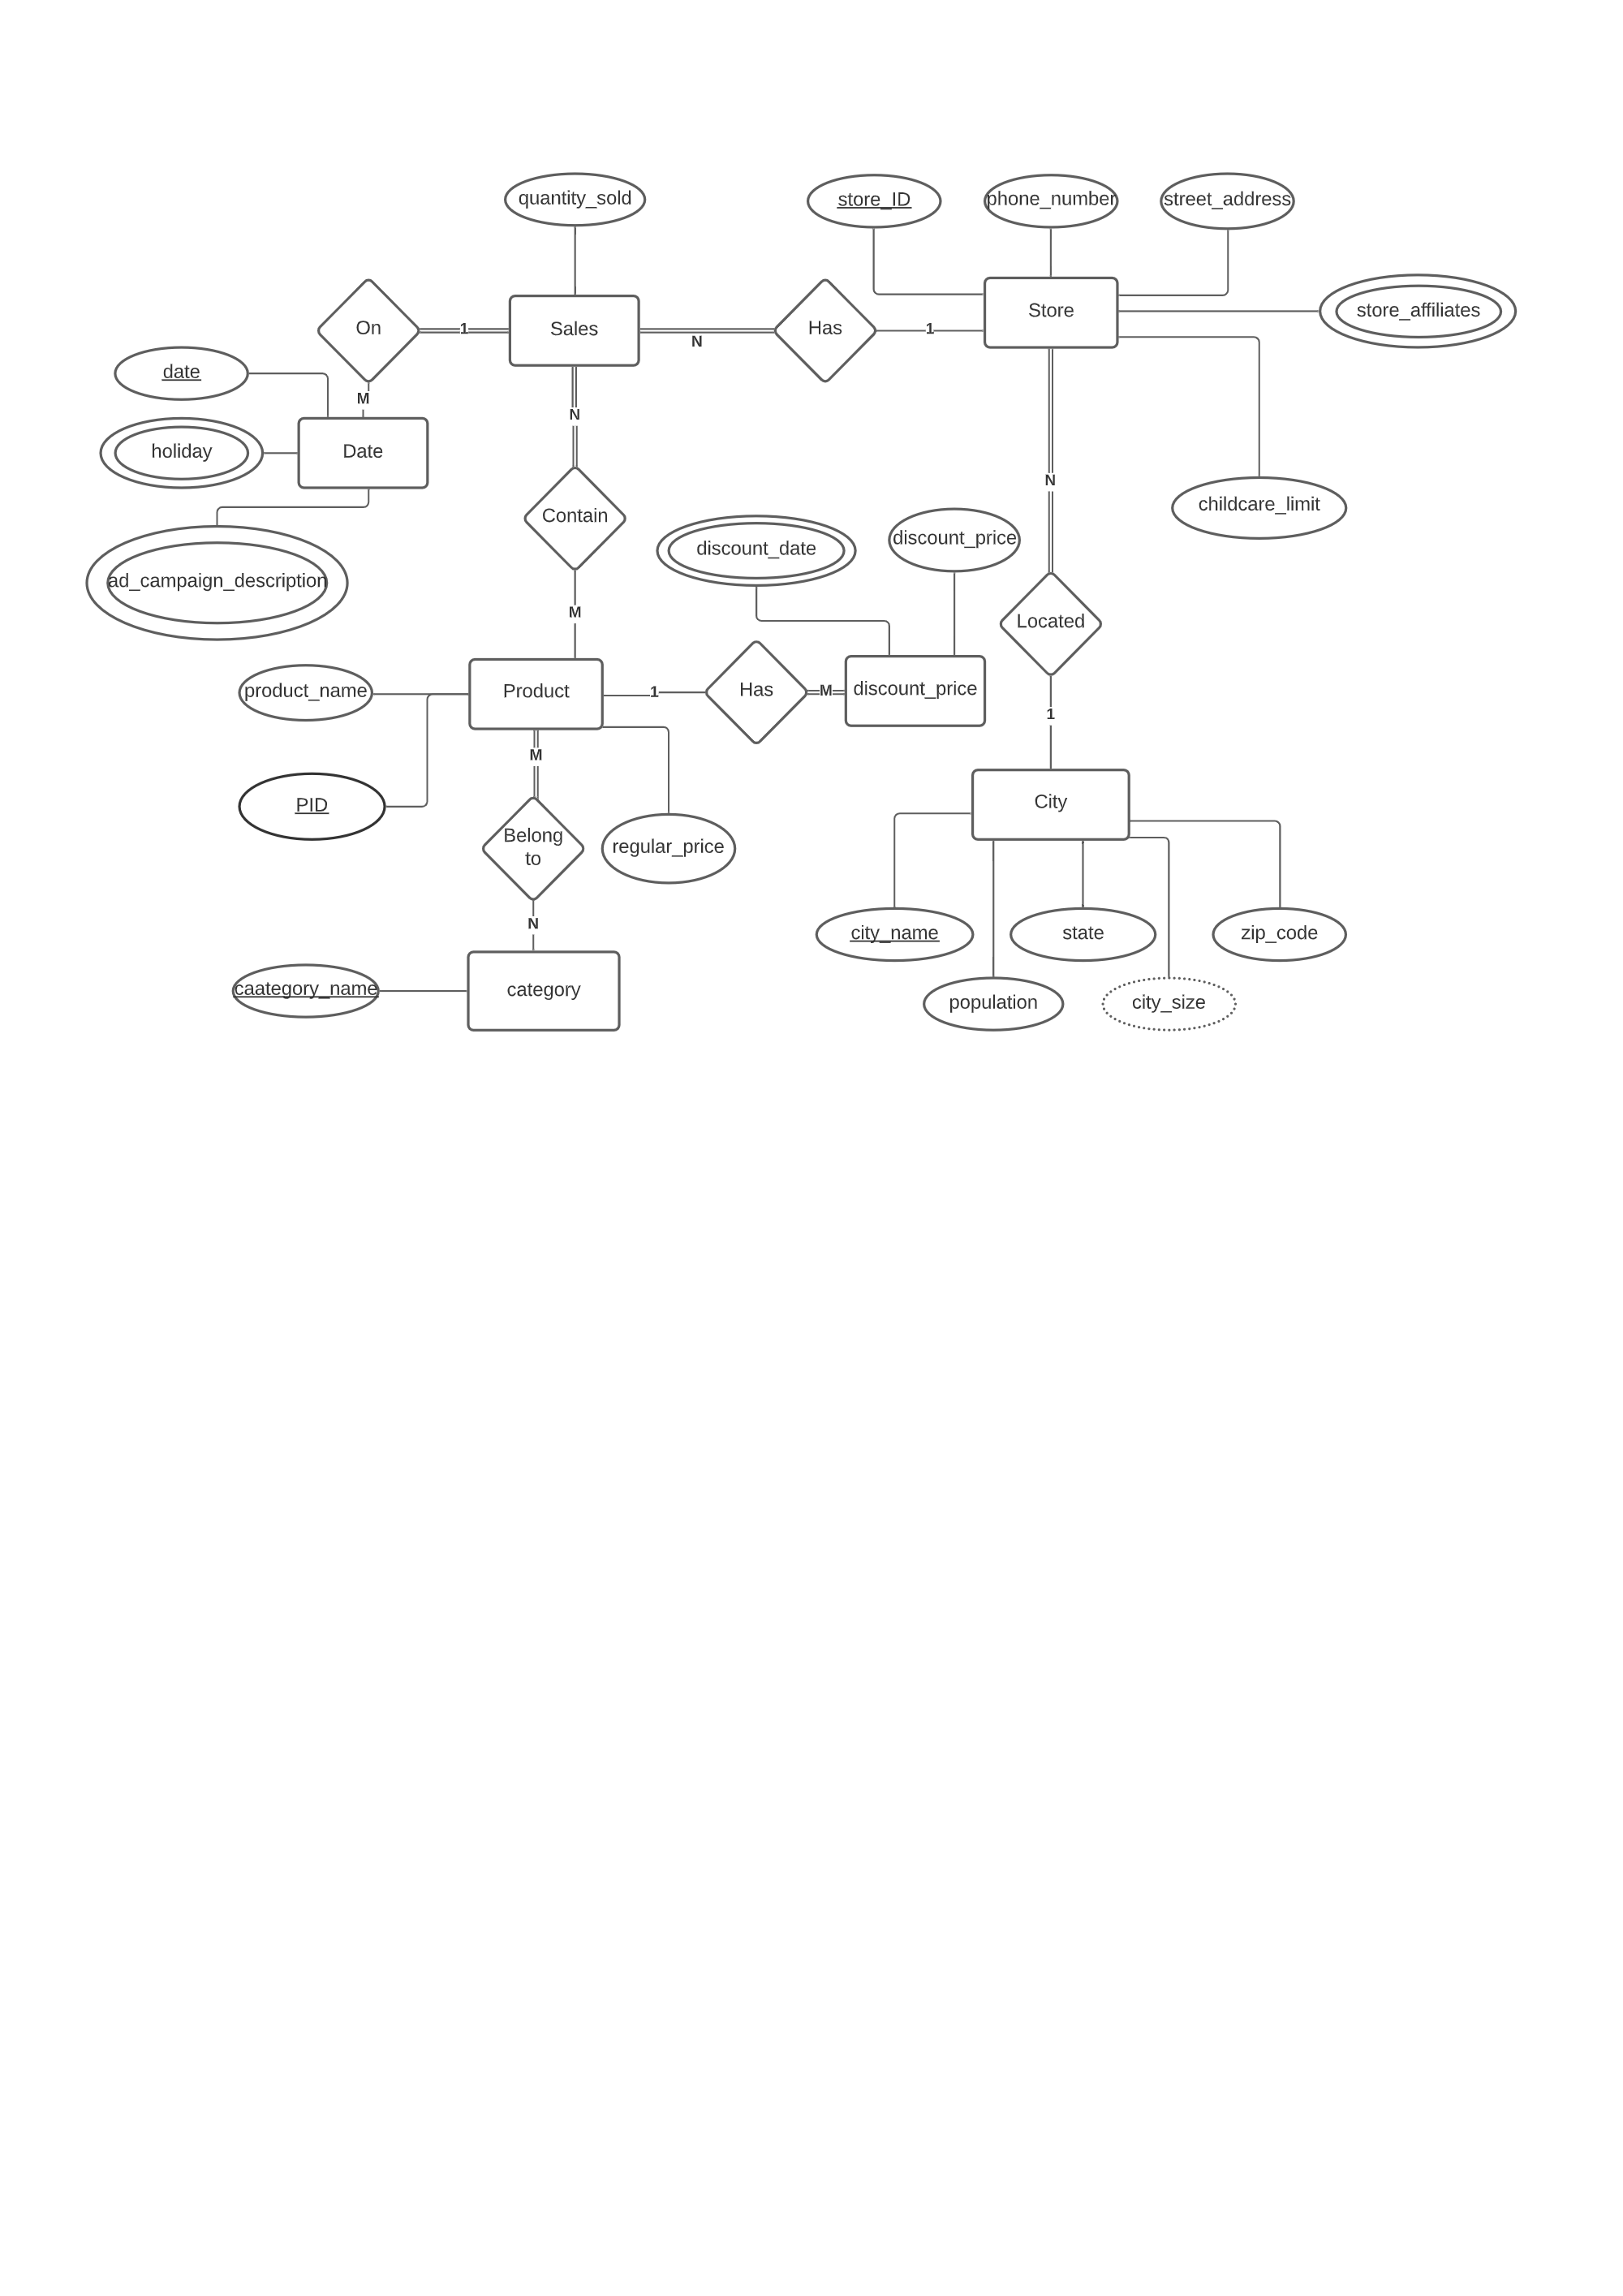 quantity_sold
store_ID
phone_number
street_address
On
1
Sales
N
Has
1
Store
store_affiliates
date
M
holiday
Date
N
N
childcare_limit
Contain
discount_date
discount_price
ad_campaign_description
M
Located
product_name
Product
1
Has
M
discount_price
1
M
PID
City
Belong
to
regular_price
N
city_name
state
zip_code
caategory_name
category
population
city_size